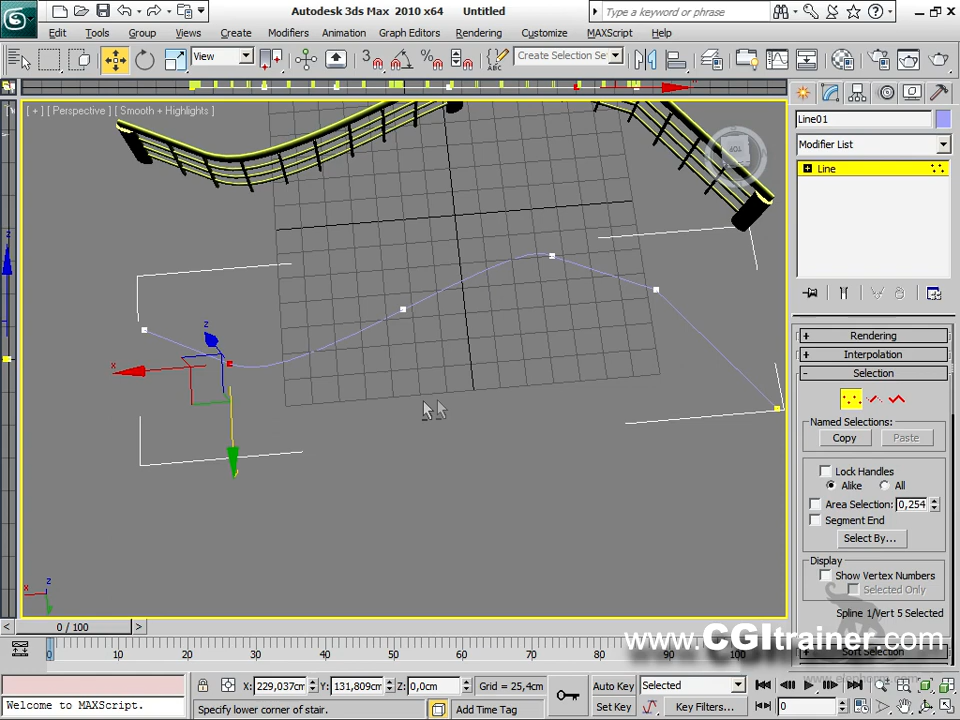 Autodesk 3ds Max 2010 x64 Untitled
Type a keyword or phrase
Edit Tools Group Views Create Modifiers Animation Graph Editors Rendering Customize MAXScript Help
View
Create Selection Se
[ + ] [ Perspective ] [ Smooth + Highlights ]
TOP
Line01
Modifier List
Line
Rendering
Interpolation
Selection
Named Selections:
Copy Paste
Lock Handles
Alike All
Area Selection: 0,254
Segment End
Select By...
Display
Show Vertex Numbers
Selected Only
Spline 1/Vert 5 Selected
Soft Selection
x z
x z
z
0 / 100
0 10 20 30 40 50 60 70 80 90 100
www.CGItrainer.com
X: 229,037cm Y: 131,809cm Z: 0,0cm Grid = 25,4cm
Auto Key Selected
Set Key Key Filters...
0
Welcome to MAXScript.
Specify lower corner of stair.
Add Time Tag